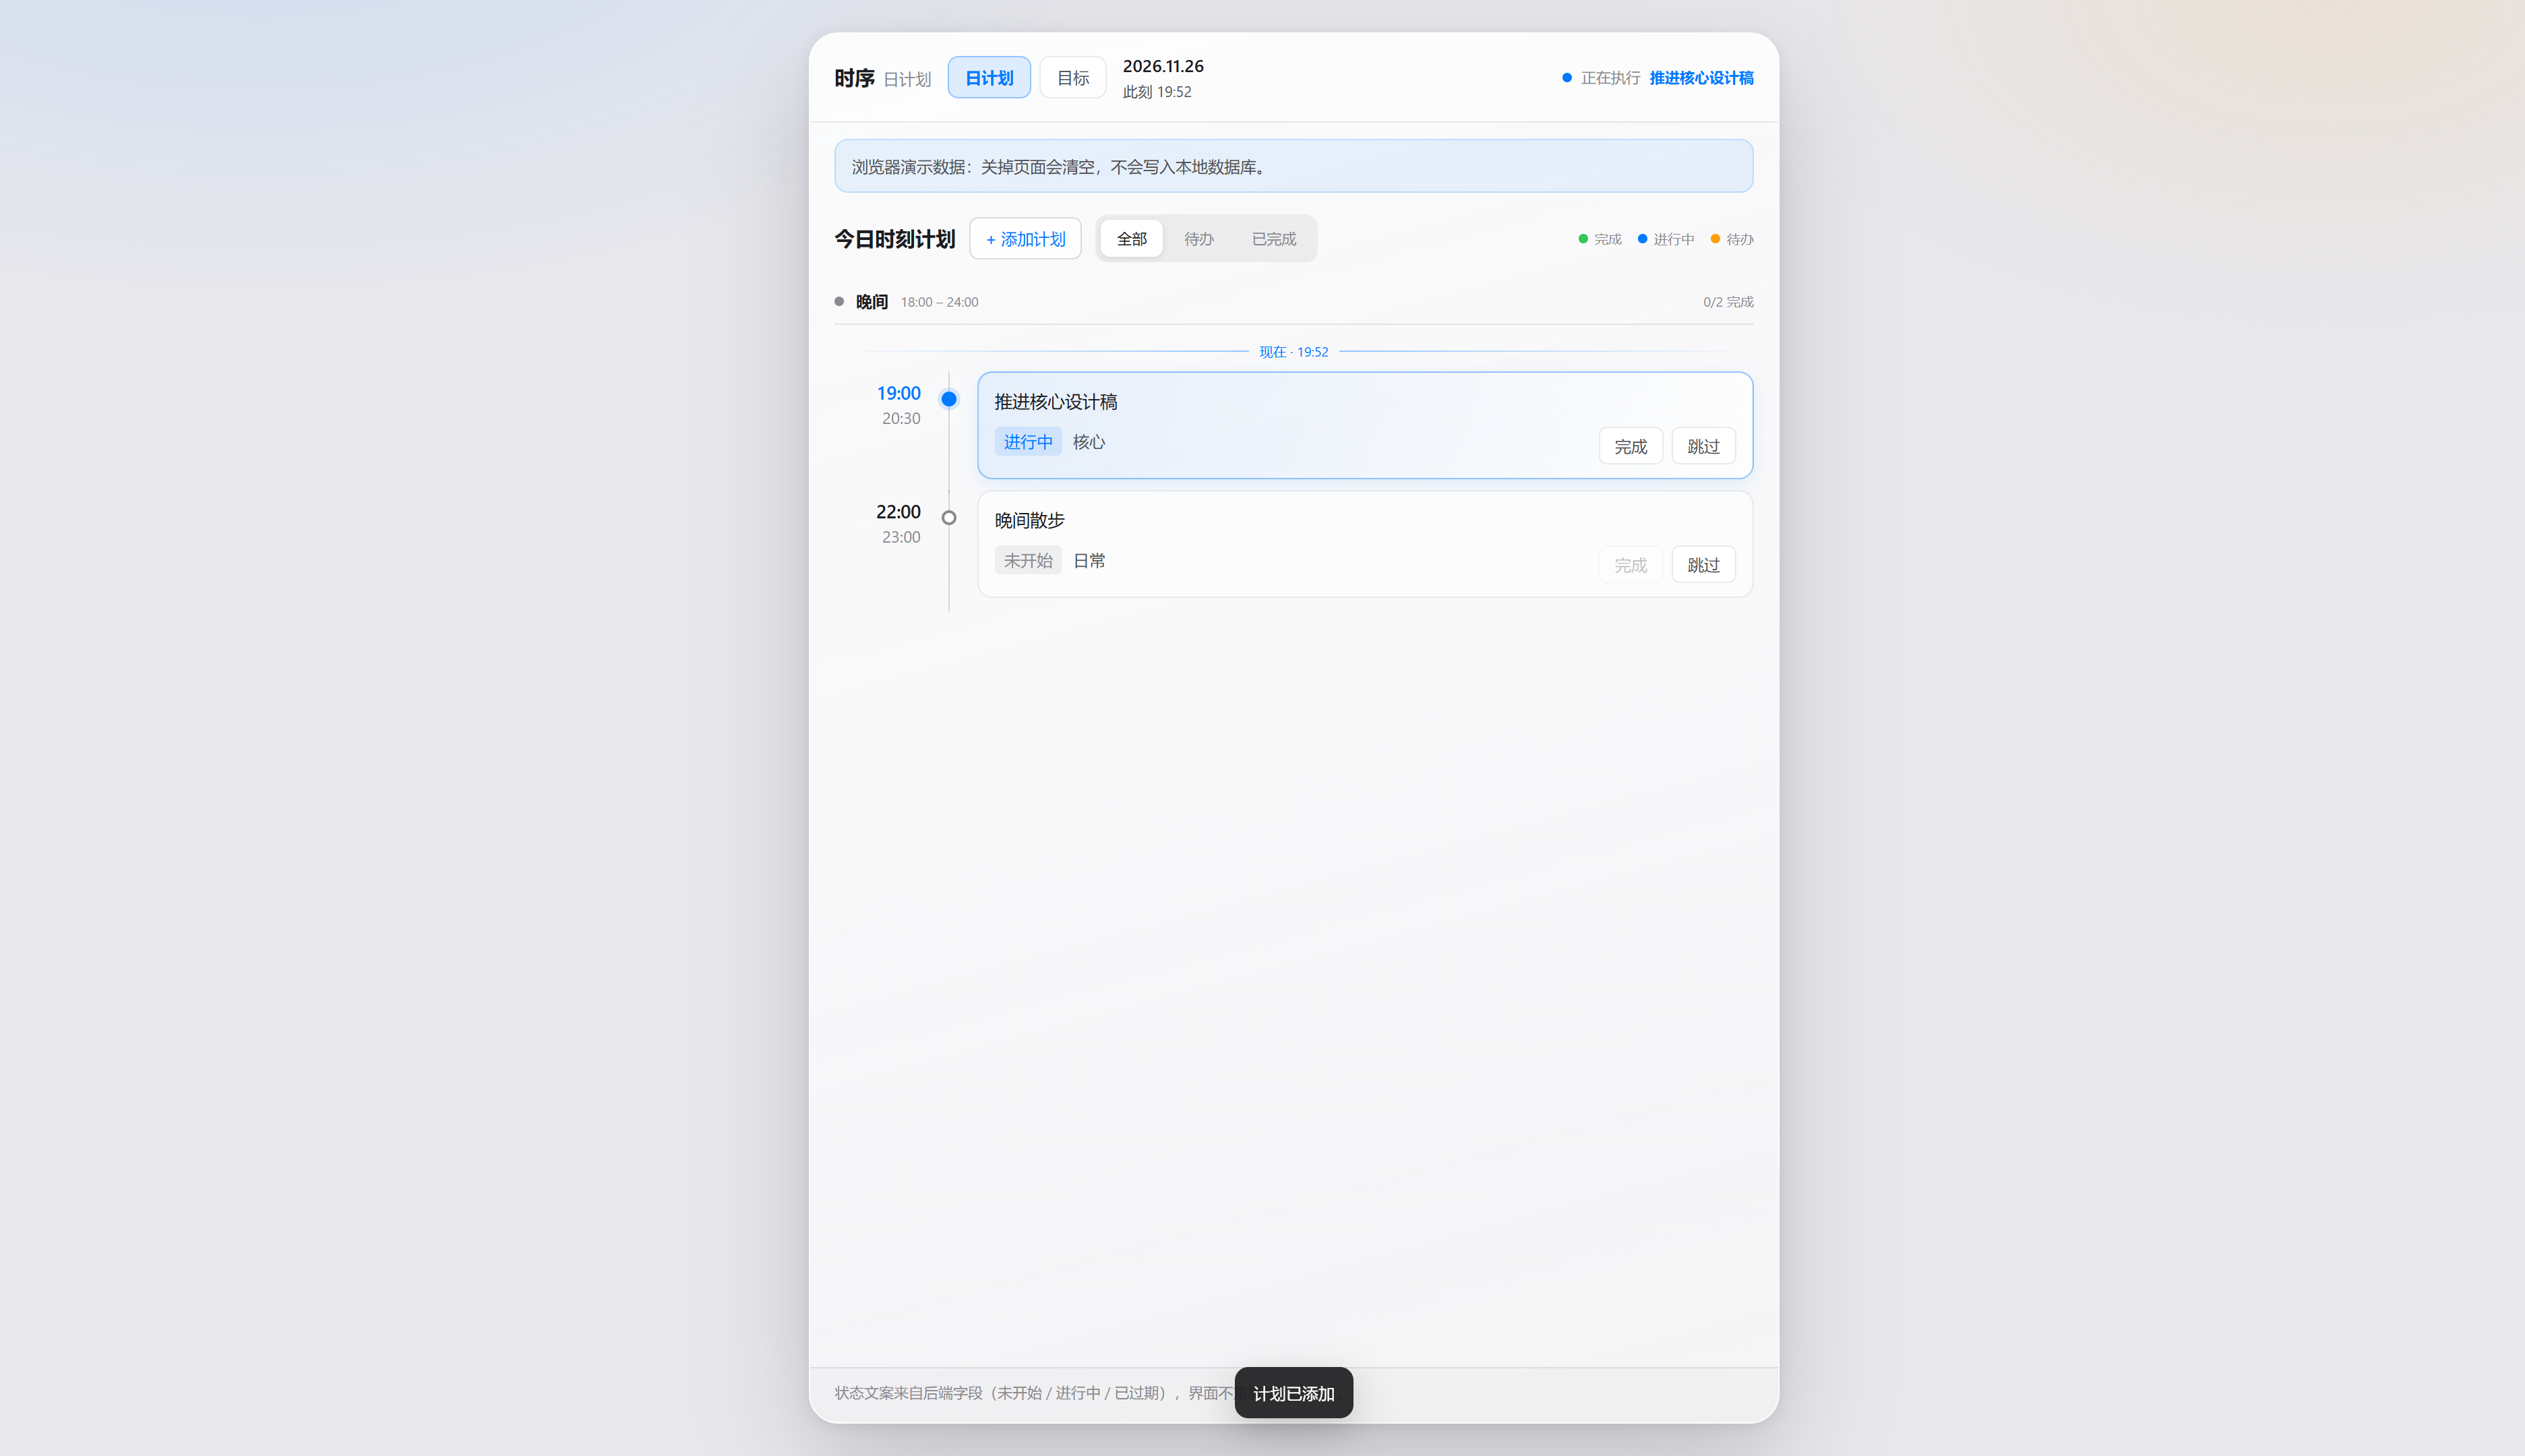 时序 日计划 日计划 目标 2026.11.26
此刻 19:52
正在执行 推进核心设计稿
浏览器演示数据：关掉页面会清空，不会写入本地数据库。
今日时刻计划 + 添加计划 全部 待办 已完成 完成 进行中 待办
晚间 18:00 – 24:00 0/2 完成
现在 · 19:52
19:00 推进核心设计稿
20:30
进行中 核心 完成 跳过
22:00 晚间散步
23:00
未开始 日常 完成 跳过
状态文案来自后端字段（未开始 / 进行中 / 已过期），界面不
计划已添加